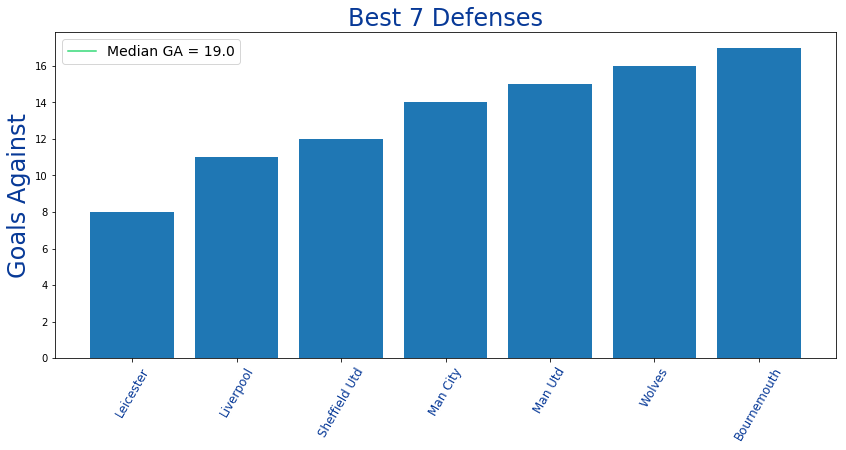 Best 7 Defenses
Median GA = 19.0
Goals Against
16
14
12
10
8
6
4
2
0
Leicester
Liverpool
Sheffield Utd
Man City
Man Utd
Wolves
Bournemouth